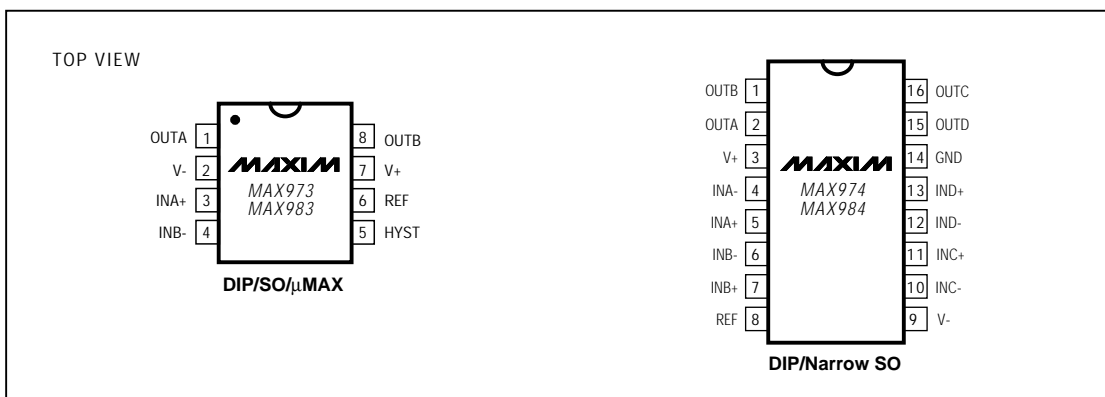 TOP VIEW
OUTA 1
V- 2
INA+ 3
INB- 4
MAXIM
MAX973
MAX983
8 OUTB
7 V+
6 REF
5 HYST
DIP/SO/μMAX
OUTB 1
OUTA 2
V+ 3
INA- 4
INA+ 5
INB- 6
INB+ 7
REF 8
MAXIM
MAX974
MAX984
16 OUTC
15 OUTD
14 GND
13 IND+
12 IND-
11 INC+
10 INC-
9 V-
DIP/Narrow SO